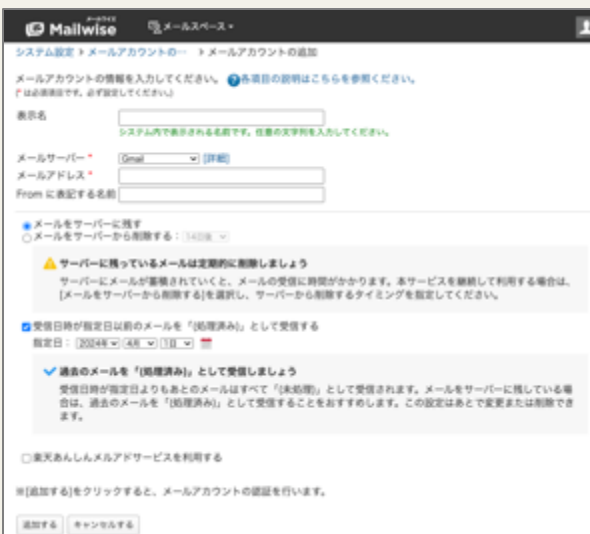 メールワイズ
Mailwise メールスペース
システム設定 メールアカウントの… メールアカウントの追加
メールアカウントの情報を入力してください。 各項目の説明はこちらを参照ください。
(* は必須項目です。必ず設定してください。)
表示名
システム内で表示される名前です。任意の文字列を入力してください。
メールサーバー * Gmail [詳細]
メールアドレス *
From に表記する名前
メールをサーバーに残す
メールをサーバーから削除する: 14日後
サーバーに残っているメールは定期的に削除しましょう
サーバーにメールが蓄積されていくと、メールの受信に時間がかかります。本サービスを継続して利用する場合は、
[メールをサーバーから削除する]を選択し、サーバーから削除するタイミングを指定してください。
受信日時が指定日以前のメールを「(処理済み)」として受信する
指定日: 2024年 4月 1日
過去のメールを「(処理済み)」として受信しましょう
受信日時が指定日よりもあとのメールはすべて「(未処理)」として受信されます。メールをサーバーに残している場
合は、過去のメールを「(処理済み)」として受信することをおすすめします。この設定はあとで変更または削除でき
ます。
楽天あんしんメルアドサービスを利用する
※[追加する]をクリックすると、メールアカウントの認証を行います。
追加する キャンセルする